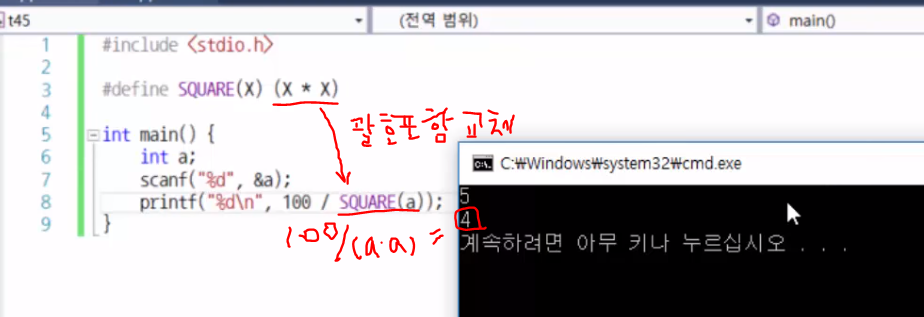 t45
(전역 범위)
main()
1 #include <stdio.h>
2
3 #define SQUARE(X) (X * X)
4
괄호포함 교체
5 int main() {
6 int a;
7 scanf("%d", &a);
8 printf("%d\n", 100 / SQUARE(a));
9 }
100/(a·a) =
C:₩Windows₩system32₩cmd.exe
5
4
계속하려면 아무 키나 누르십시오 . . .